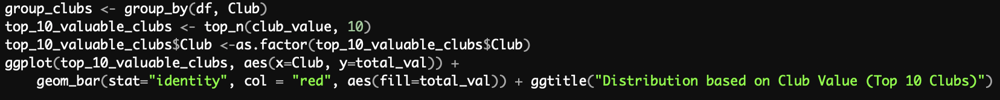 group_clubs <- group_by(df, Club)
top_10_valuable_clubs <- top_n(club_value, 10)
top_10_valuable_clubs$Club <-as.factor(top_10_valuable_clubs$Club)
ggplot(top_10_valuable_clubs, aes(x=Club, y=total_val)) +
    geom_bar(stat="identity", col = "red", aes(fill=total_val)) + ggtitle("Distribution based on Club Value (Top 10 Clubs)")